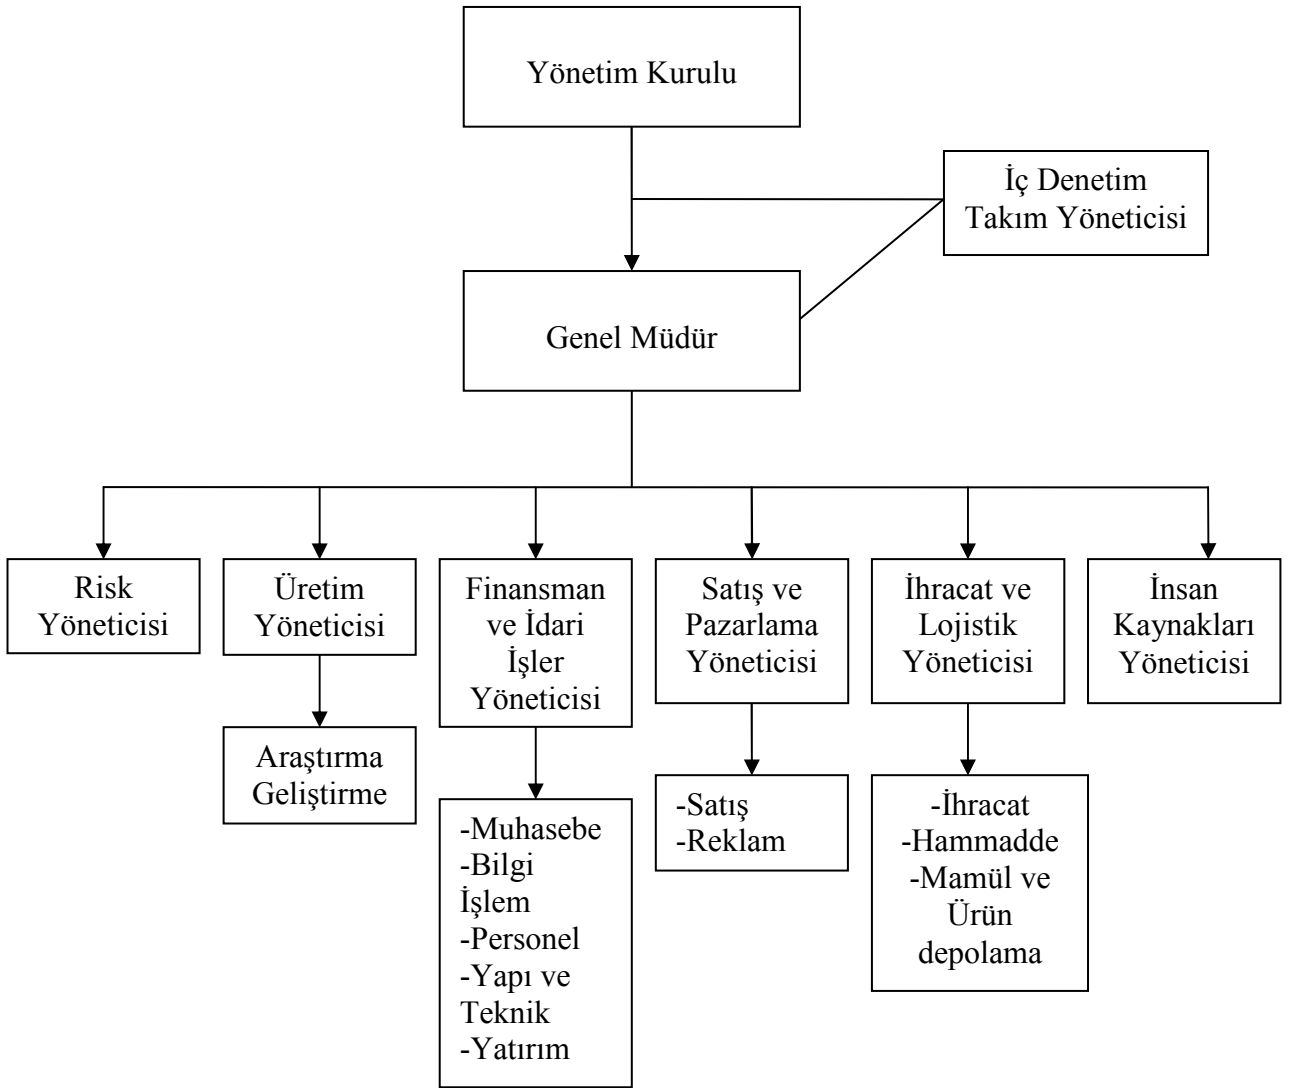 Yönetim Kurulu
İç Denetim
Takım Yöneticisi
Genel Müdür
Risk
Yöneticisi
Üretim
Yöneticisi
Finansman
ve İdari
İşler
Yöneticisi
Satış ve
Pazarlama
Yöneticisi
İhracat ve
Lojistik
Yöneticisi
İnsan
Kaynakları
Yöneticisi
Araştırma
Geliştirme
-Muhasebe
-Bilgi
İşlem
-Personel
-Yapı ve
Teknik
-Yatırım
-Satış
-Reklam
-İhracat
-Hammadde
-Mamül ve
Ürün
depolama